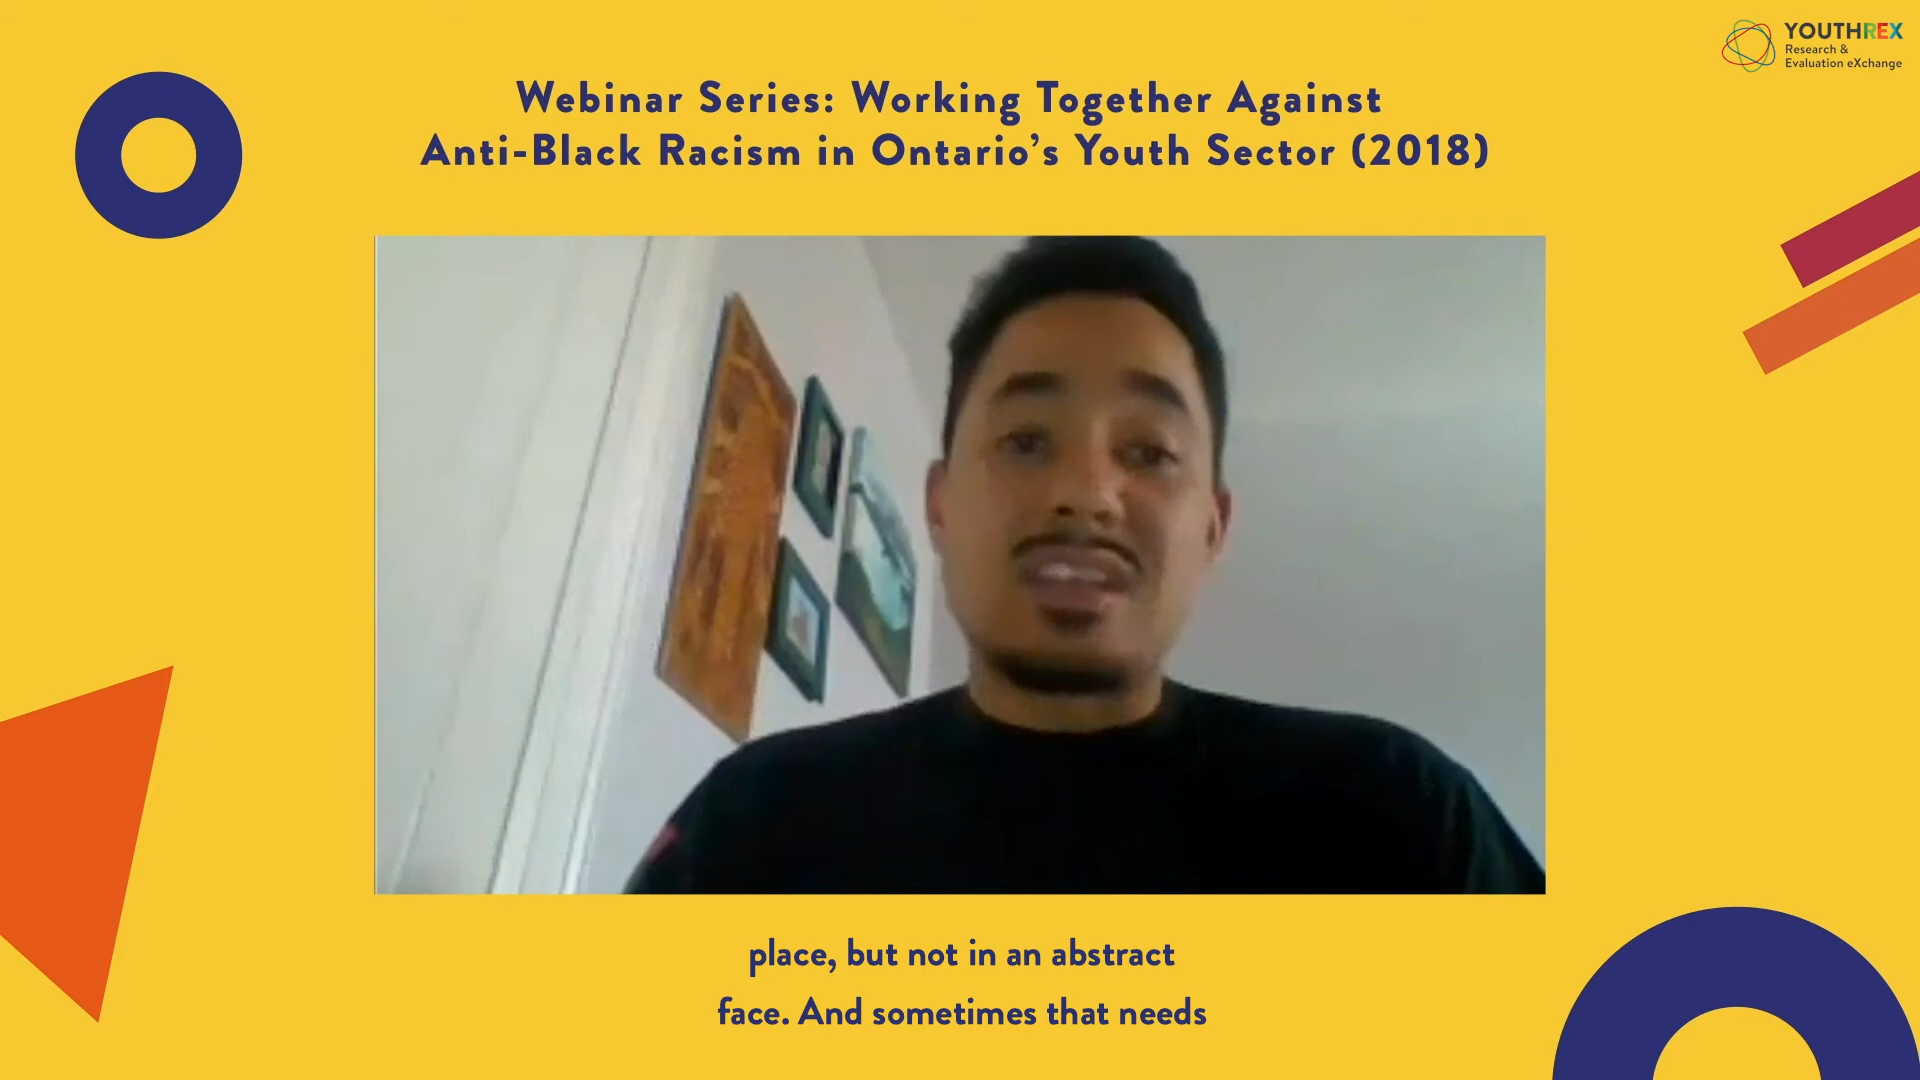 YOUTHREX
Research &
Evaluation eXchange
Webinar Series: Working Together Against
Anti-Black Racism in Ontario’s Youth Sector (2018)
place, but not in an abstract
face. And sometimes that needs